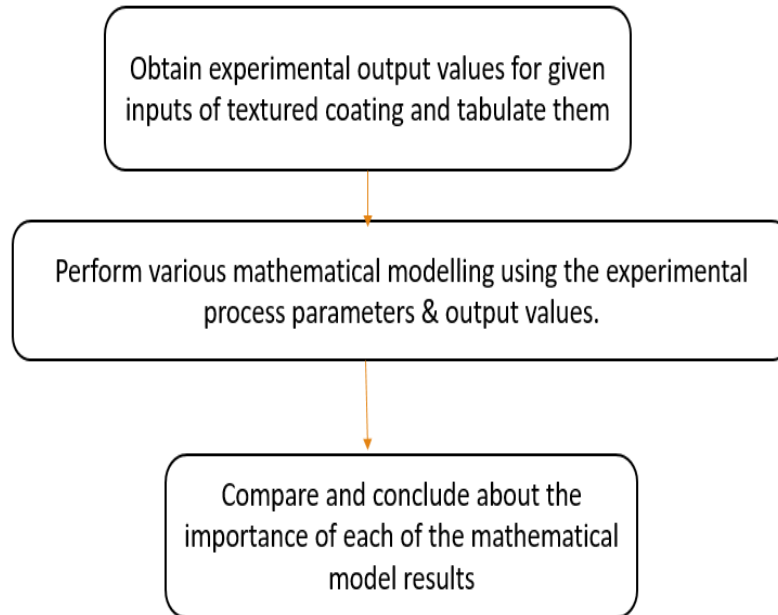 Obtain experimental output values for given
inputs of textured coating and tabulate them
Perform various mathematical modelling using the experimental
process parameters & output values.
Compare and conclude about the
importance of each of the mathematical
model results